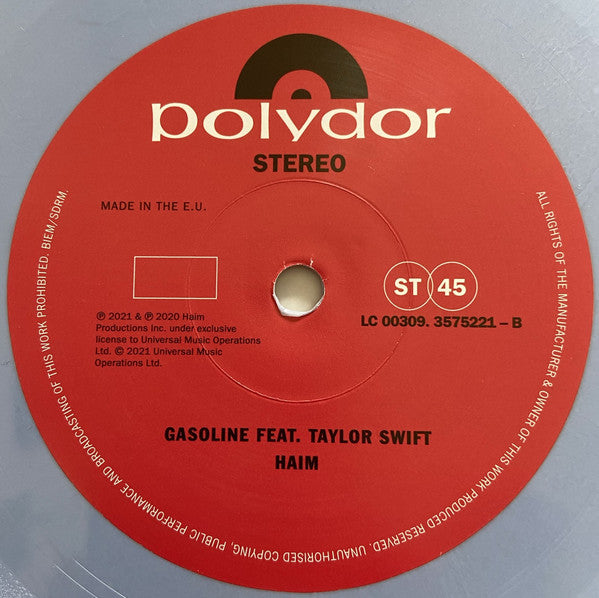 polydor
STEREO
MADE IN THE E.U.
ST 45
LC 00309. 3575221 – B
℗ 2021 & ℗ 2020 Haim
Productions Inc. under exclusive
license to Universal Music Operations
Ltd. © 2021 Universal Music
Operations Ltd.
GASOLINE FEAT. TAYLOR SWIFT
HAIM
ALL RIGHTS OF THE MANUFACTURER & OWNER OF THIS WORK PRODUCED RESERVED. UNAUTHORISED COPYING, PUBLIC PERFORMANCE AND BROADCASTING OF THIS WORK PROHIBITED. BIEM/SDRM.